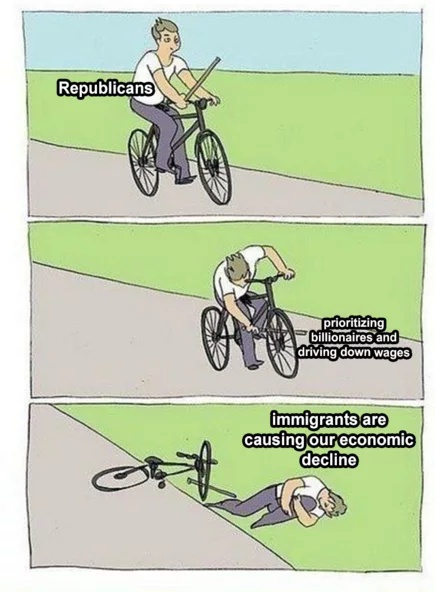 Republicans
prioritizing
billionaires and
driving down wages
immigrants are
causing our economic
decline